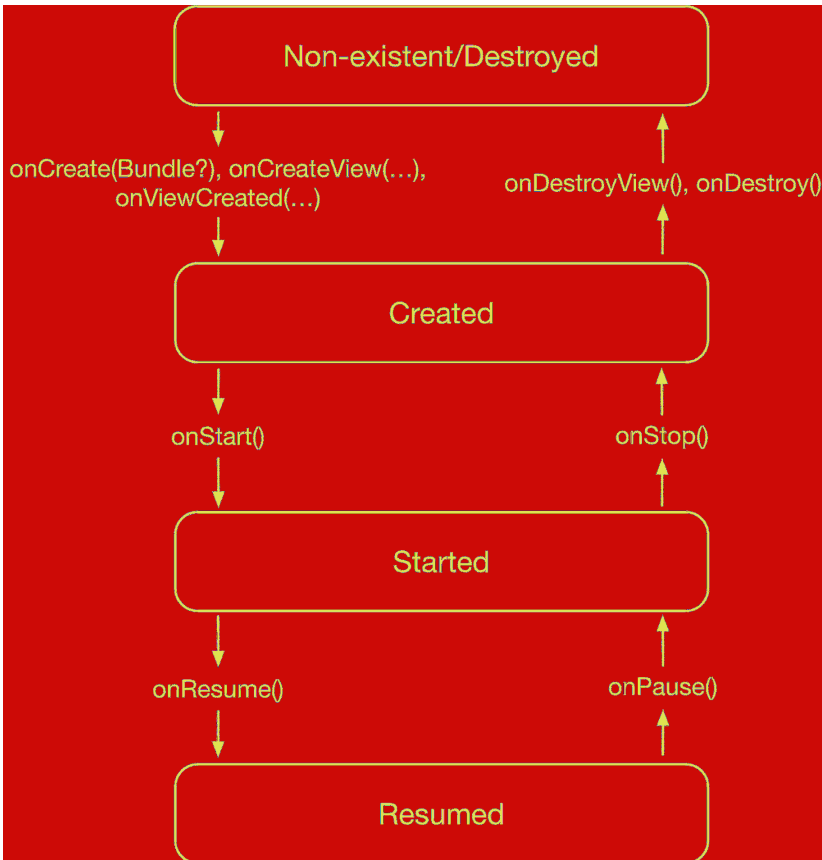 Non-existent/Destroyed
onCreate(Bundle?), onCreateView(...),
onViewCreated(...)
onDestroyView(), onDestroy()
Created
onStart()
onStop()
Started
onResume()
onPause()
Resumed